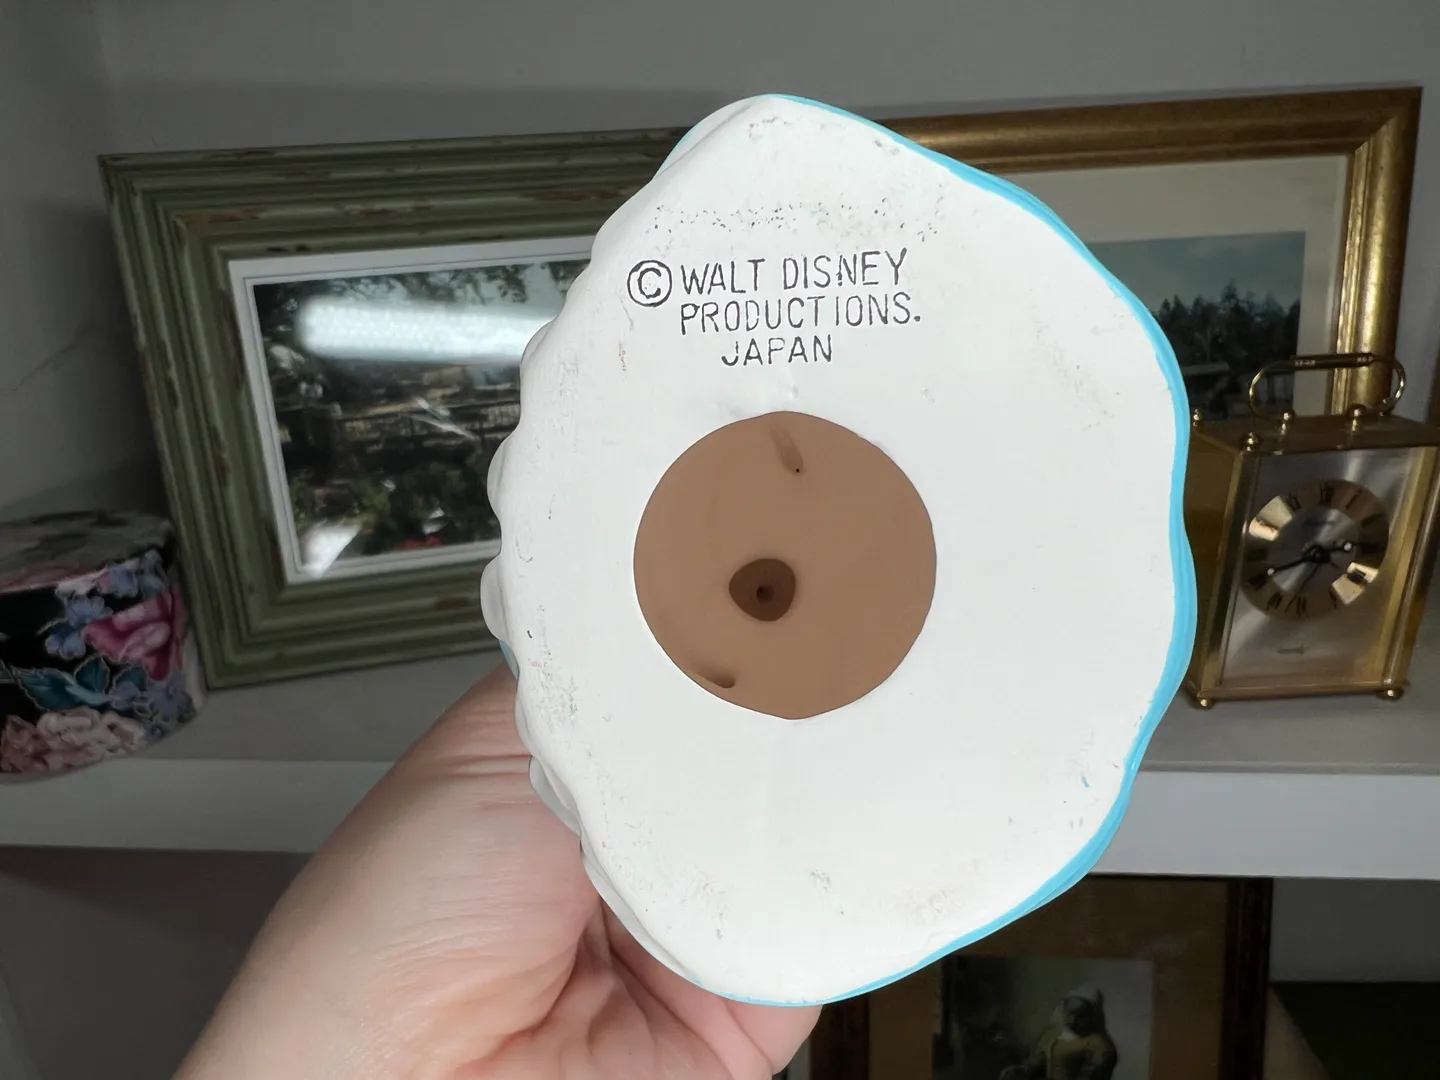 © WALT DISNEY
PRODUCTIONS.
JAPAN